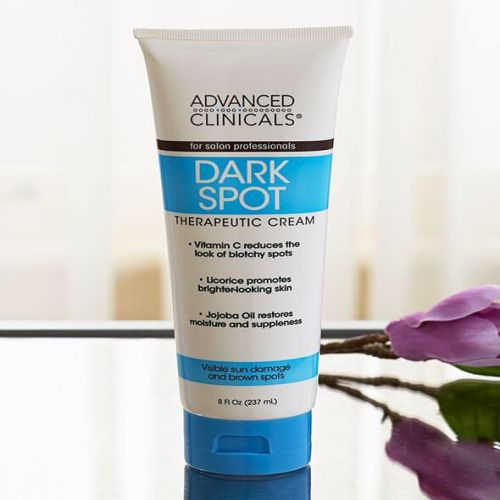 ADVANCED
CLINICALS®
for salon professionals
DARK
SPOT
THERAPEUTIC CREAM
• Vitamin C reduces the
look of blotchy spots
• Licorice promotes
brighter-looking skin
• Jojoba Oil restores
moisture and suppleness
Visible sun damage
and brown spots
8 Fl Oz (237 mL)